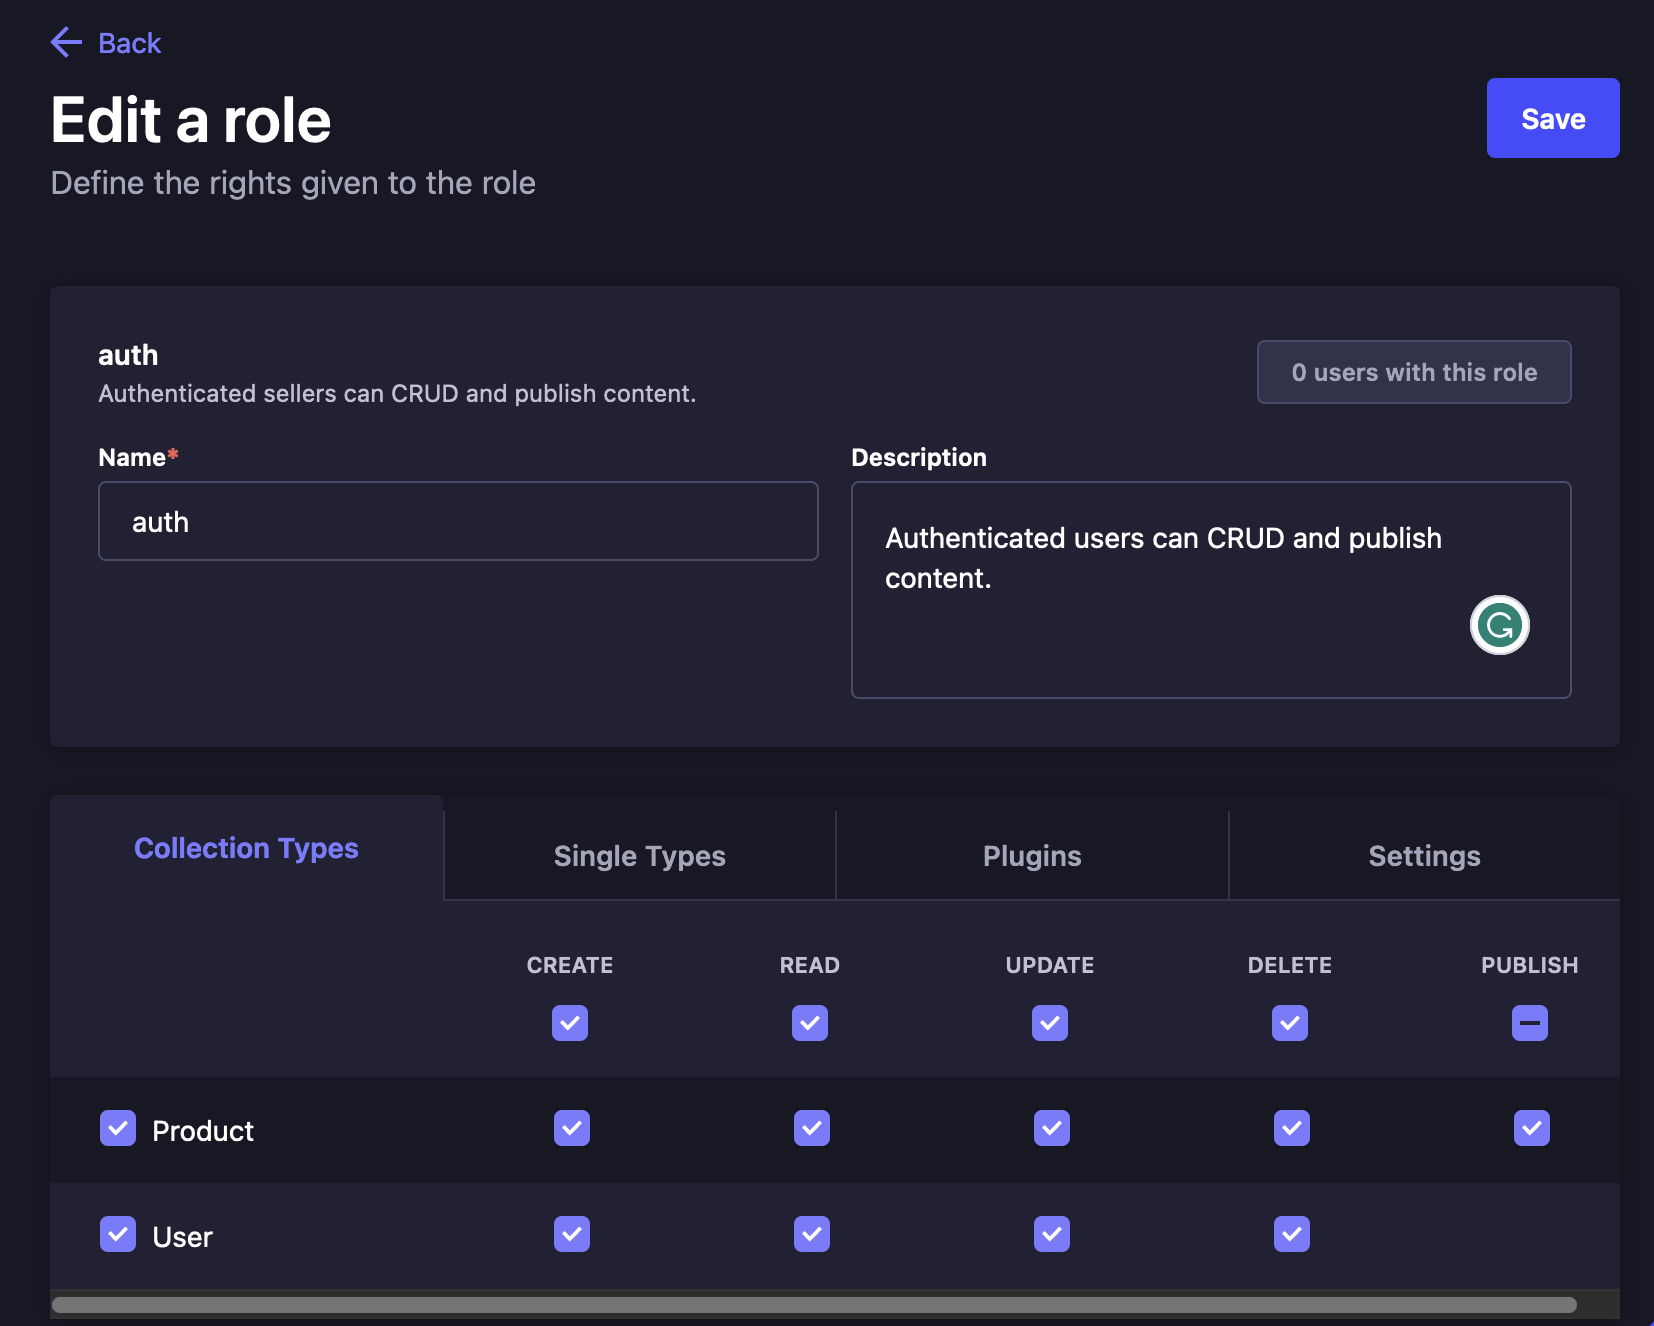 Back
Edit a role
Save
Define the rights given to the role
auth
Authenticated sellers can CRUD and publish content.
0 users with this role
Name*
auth
Description
Authenticated users can CRUD and publish
content.
Collection Types
Single Types
Plugins
Settings
CREATE
READ
UPDATE
DELETE
PUBLISH
Product
User